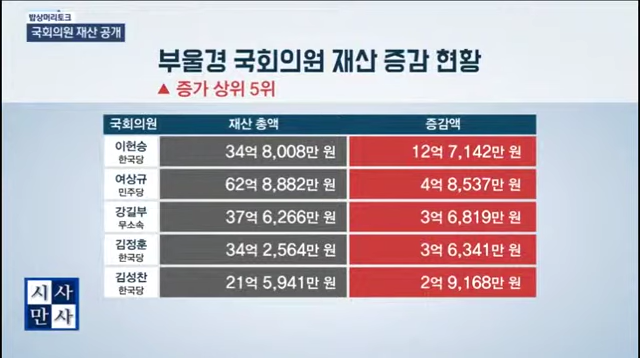 밥상머리토크
국회의원 재산 공개
부울경 국회의원 재산 증감 현황
▲ 증가 상위 5위
국회의원 재산 총액 증감액
이헌승 한국당 34억 8,008만 원 12억 7,142만 원
여상규 민주당 62억 8,882만 원 4억 8,537만 원
강길부 무소속 37억 6,266만 원 3억 6,819만 원
김정훈 한국당 34억 2,564만 원 3억 6,341만 원
김성찬 한국당 21억 5,941만 원 2억 9,168만 원
시사
만사